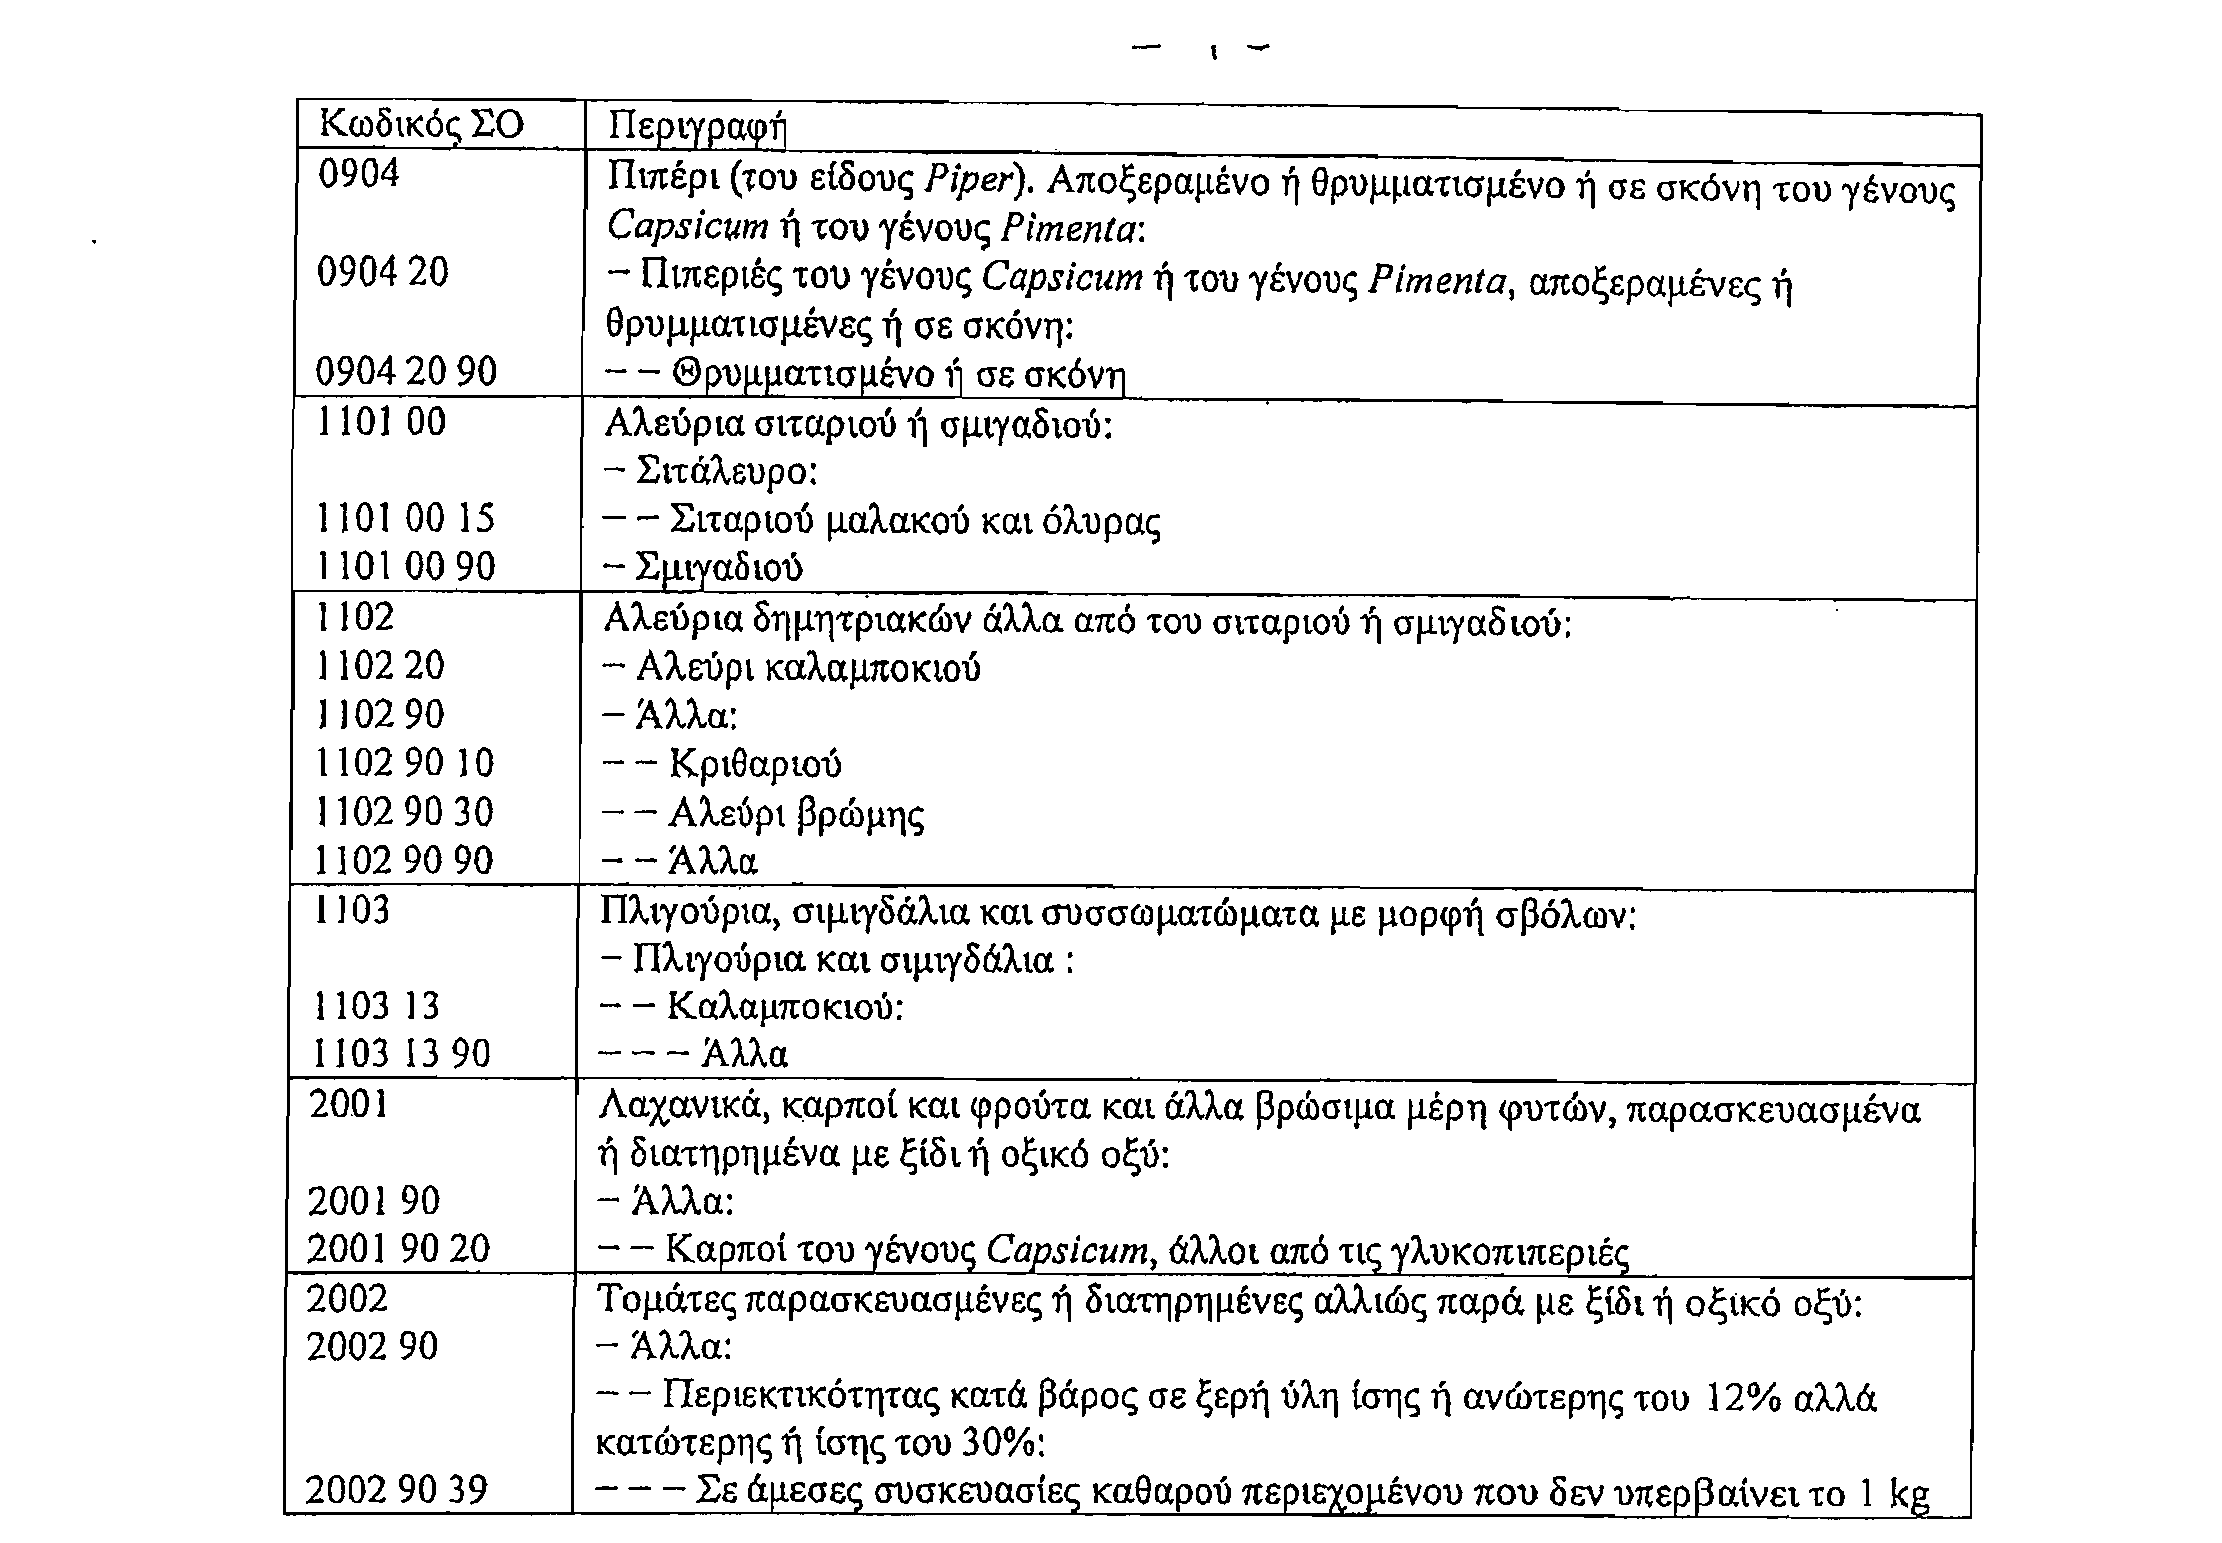 Κωδικός ΣΟ Περιγραφή
0904 Πιπέρι (του είδους Piper). Αποξεραμένο ή θρυμματισμένο ή σε σκόνη του γένους
Capsicum ή του γένους Pimenta:
0904 20 – Πιπεριές του γένους Capsicum ή του γένους Pimenta, αποξεραμένες ή
θρυμματισμένες ή σε σκόνη:
0904 20 90 – – Θρυμματισμένο ή σε σκόνη
1101 00 Αλεύρια σιταριού ή σμιγαδιού:
– Σιτάλευρο:
1101 00 15 – – Σιταριού μαλακού και όλυρας
1101 00 90 – Σμιγαδιού
1102 Αλεύρια δημητριακών άλλα από του σιταριού ή σμιγαδιού:
1102 20 – Αλεύρι καλαμποκιού
1102 90 – Άλλα:
1102 90 10 – – Κριθαριού
1102 90 30 – – Αλεύρι βρώμης
1102 90 90 – – Άλλα
1103 Πλιγούρια, σιμιγδάλια και συσσωματώματα με μορφή σβόλων:
– Πλιγούρια και σιμιγδάλια :
1103 13 – – Καλαμποκιού:
1103 13 90 – – – Άλλα
2001 Λαχανικά, καρποί και φρούτα και άλλα βρώσιμα μέρη φυτών, παρασκευασμένα
ή διατηρημένα με ξίδι ή οξικό οξύ:
2001 90 – Άλλα:
2001 90 20 – – Καρποί του γένους Capsicum, άλλοι από τις γλυκοπιπεριές
2002 Τομάτες παρασκευασμένες ή διατηρημένες αλλιώς παρά με ξίδι ή οξικό οξύ:
2002 90 – Άλλα:
– – Περιεκτικότητας κατά βάρος σε ξερή ύλη ίσης ή ανώτερης του 12% αλλά
κατώτερης ή ίσης του 30%:
2002 90 39 – – – Σε άμεσες συσκευασίες καθαρού περιεχομένου που δεν υπερβαίνει το 1 kg